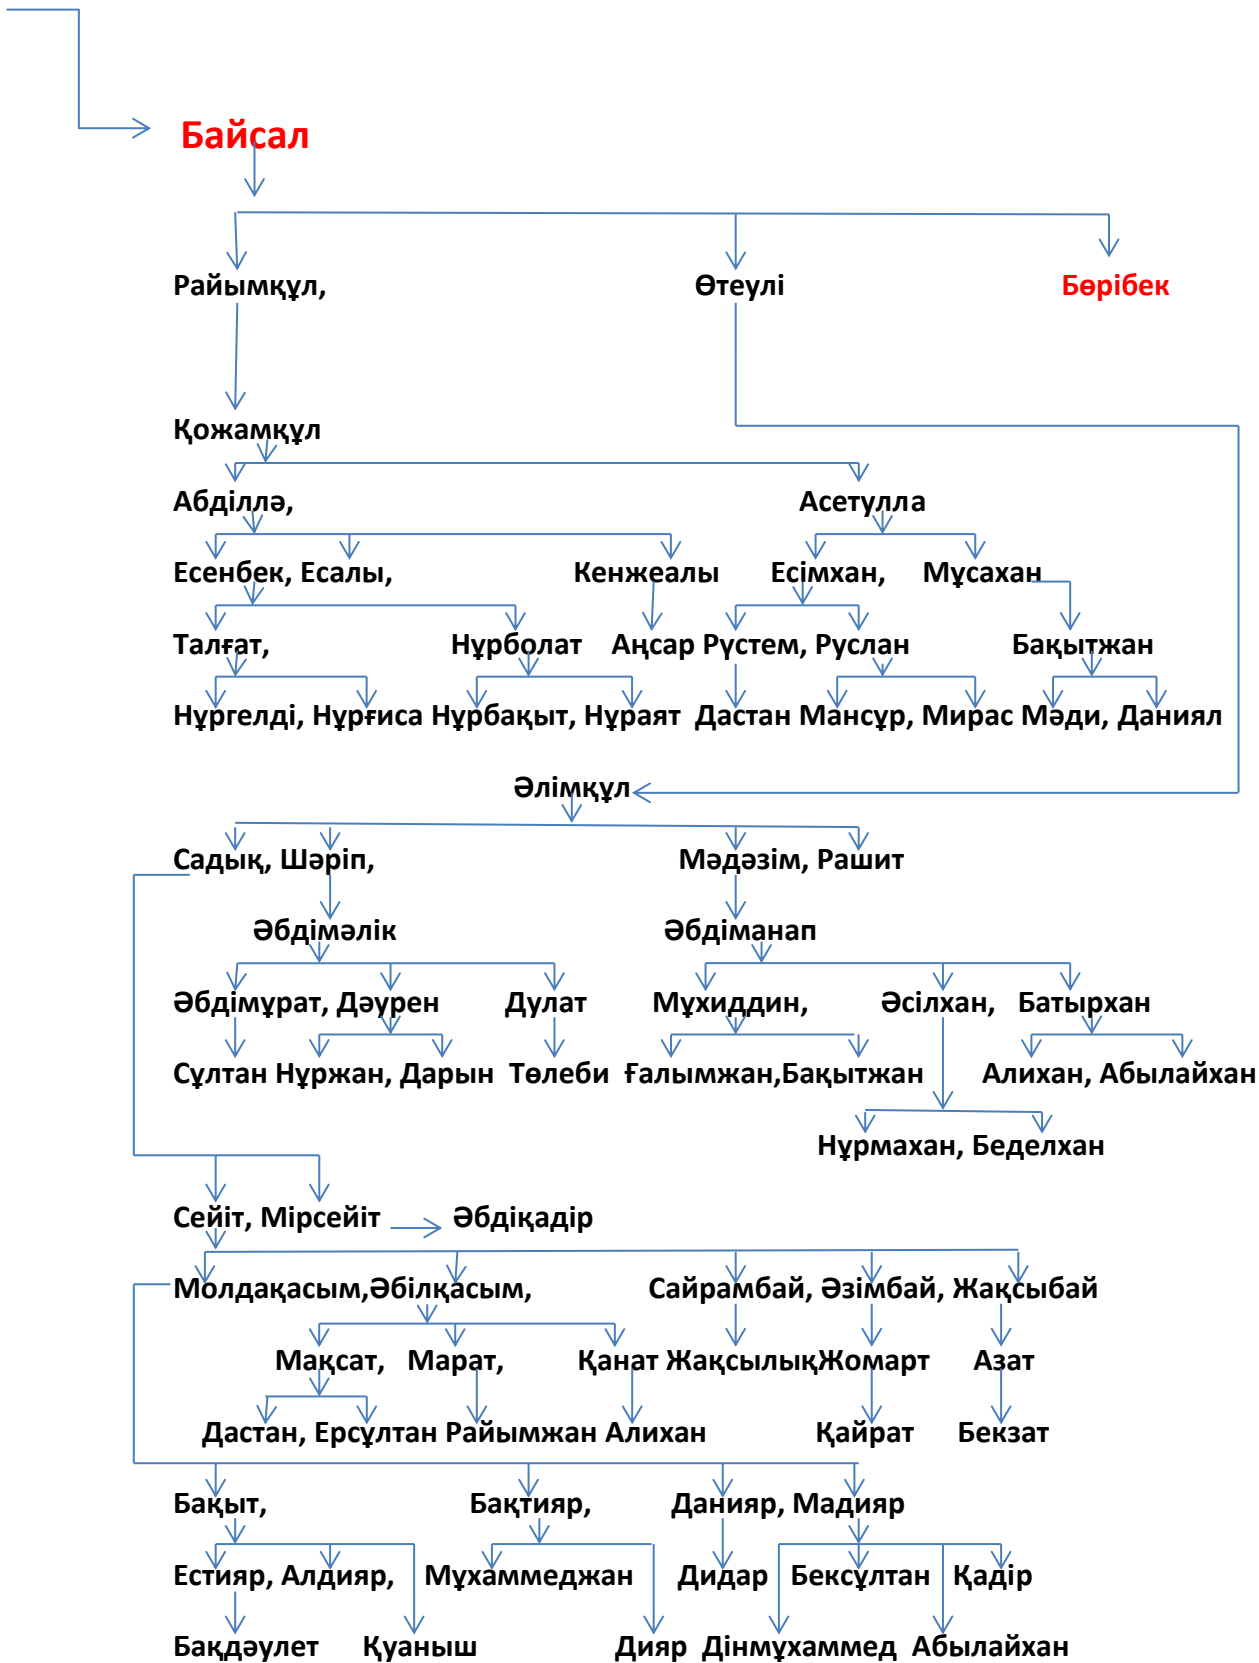 Байсал
Райымқұл, Өтеулі Бөрібек
Қожамқұл
Абділлә, Асетулла
Есенбек, Есалы, Кенжеалы Есімхан, Мұсахан
Талғат, Нұрболат Аңсар Рүстем, Руслан Бақытжан
Нұргелді, Нұрғиса Нұрбақыт, Нұраят Дастан Мансұр, Мирас Мәди, Даниял
Әлімқұл
Садық, Шәріп, Мәдәзім, Рашит
Әбдімәлік Әбдіманап
Әбдімұрат, Дәурен Дулат Мұхиддин, Әсілхан, Батырхан
Сұлтан Нұржан, Дарын Төлеби Ғалымжан,Бақытжан Алихан, Абылайхан
Нұрмахан, Беделхан
Сейіт, Мірсейіт Әбдіқадір
Молдақасым,Әбілқасым, Сайрамбай, Әзімбай, Жақсыбай
Мақсат, Марат, Қанат ЖақсылықЖомарт Азат
Дастан, Ерсұлтан Райымжан Алихан Қайрат Бекзат
Бақыт, Бақтияр, Данияр, Мадияр
Естияр, Алдияр, Мұхаммеджан Дидар Бексұлтан Қадір
Бақдәулет Қуаныш Дияр Дінмұхаммед Абылайхан